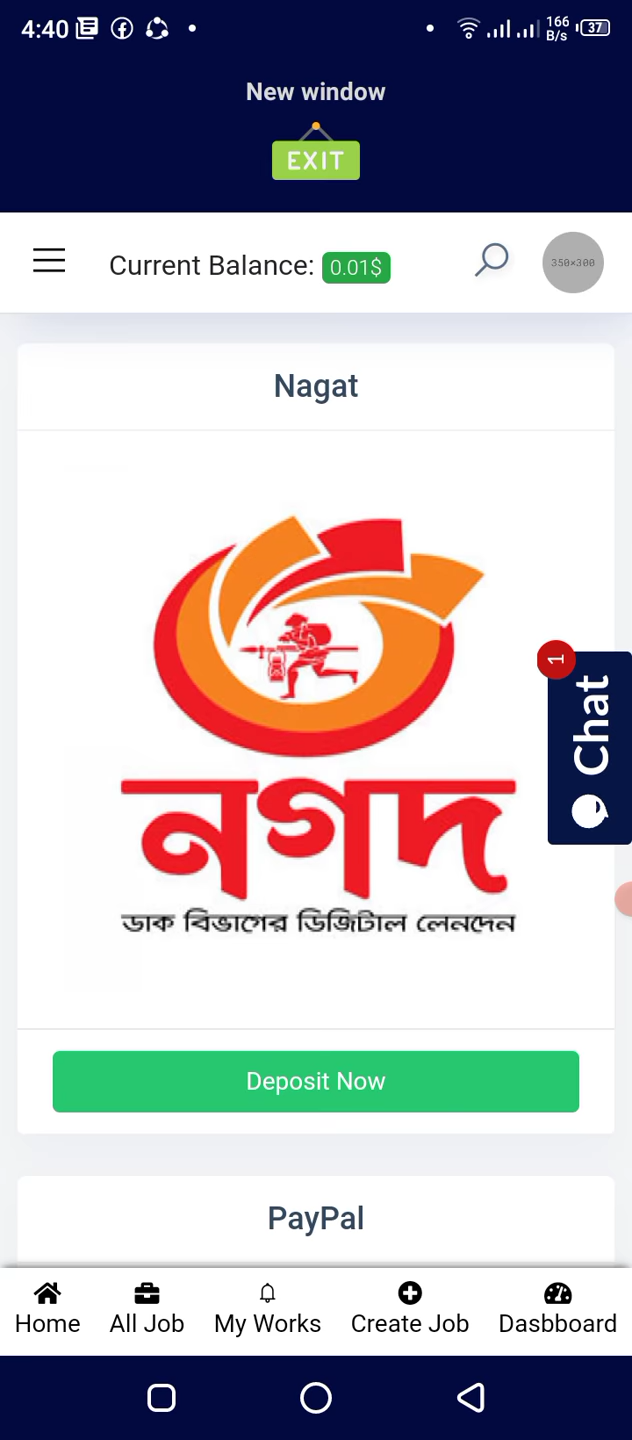 4:40
166
B/s
37
New window
EXIT
Current Balance: 0.01$
350×300
Nagat
1
Chat
নগদ
ডাক বিভাগের ডিজিটাল লেনদেন
Deposit Now
PayPal
Home
All Job
My Works
Create Job
Dasbboard